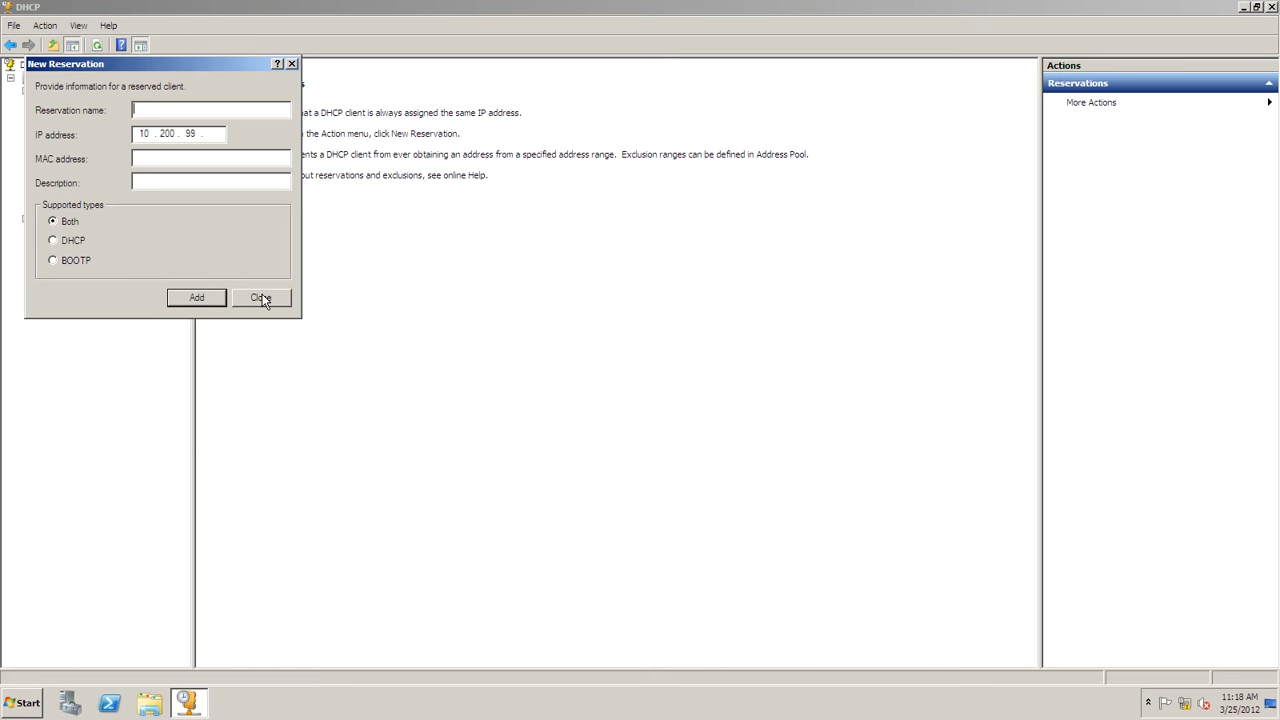 DHCP
File Action View Help
New Reservation
Provide information for a reserved client.
Reservation name:
IP address: 10 . 200 . 99 .
MAC address:
Description:
Supported types
Both
DHCP
BOOTP
Add
at a DHCP client is always assigned the same IP address.
the Action menu, click New Reservation.
ents a DHCP client from ever obtaining an address from a specified address range. Exclusion ranges can be defined in Address Pool.
out reservations and exclusions, see online Help.
Actions
Reservations
More Actions
Start
11:18 AM
3/25/2012